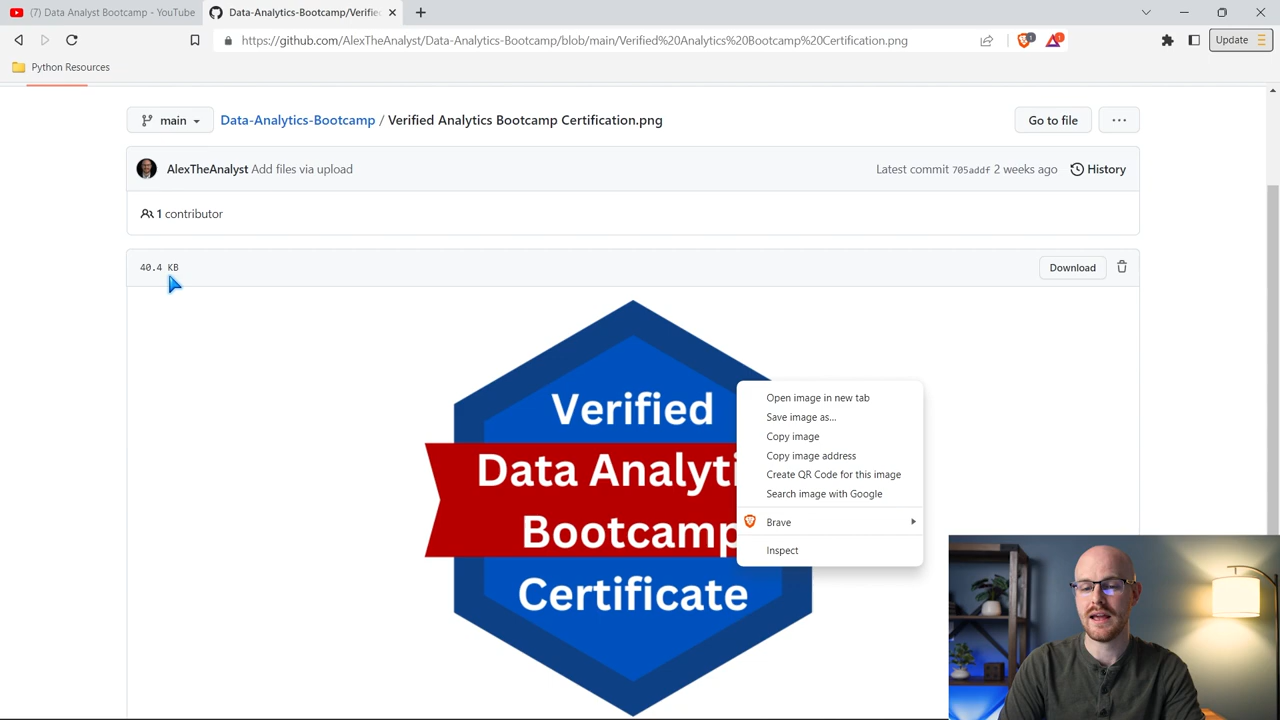 (7) Data Analyst Bootcamp - YouTube
Data-Analytics-Bootcamp/Verifie
https://github.com/AlexTheAnalyst/Data-Analytics-Bootcamp/blob/main/Verified%20Analytics%20Bootcamp%20Certification.png
1
1
Update
Python Resources
main
Data-Analytics-Bootcamp / Verified Analytics Bootcamp Certification.png
Go to file
...
AlexTheAnalyst Add files via upload
Latest commit 705addf 2 weeks ago
History
1 contributor
40.4 KB
Download
Verified
Data Analyti
Bootcamp
Certificate
Open image in new tab
Save image as...
Copy image
Copy image address
Create QR Code for this image
Search image with Google
Brave
Inspect